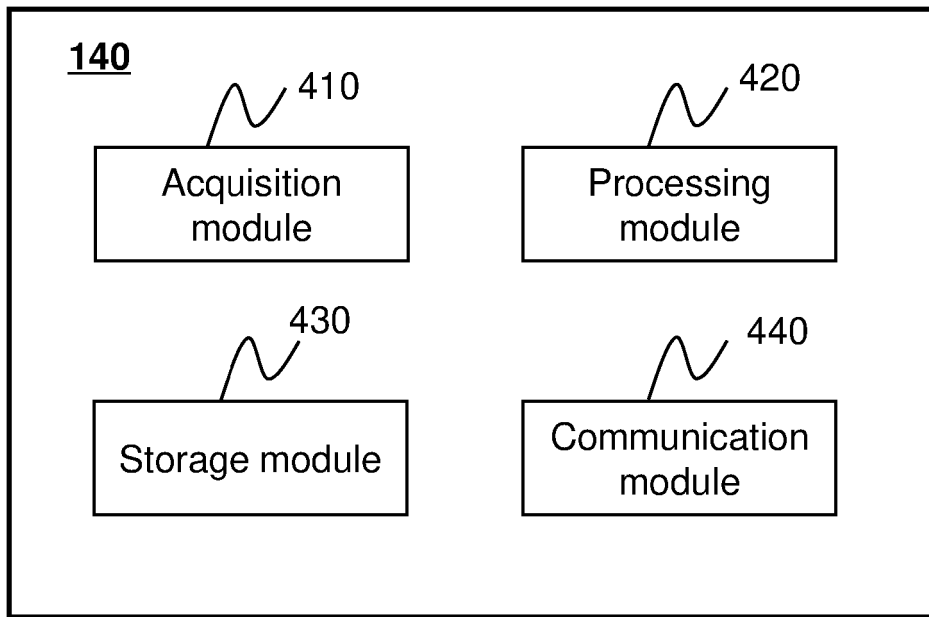 140
410
420
Acquisition
module
Processing
module
430
440
Storage module
Communication
module